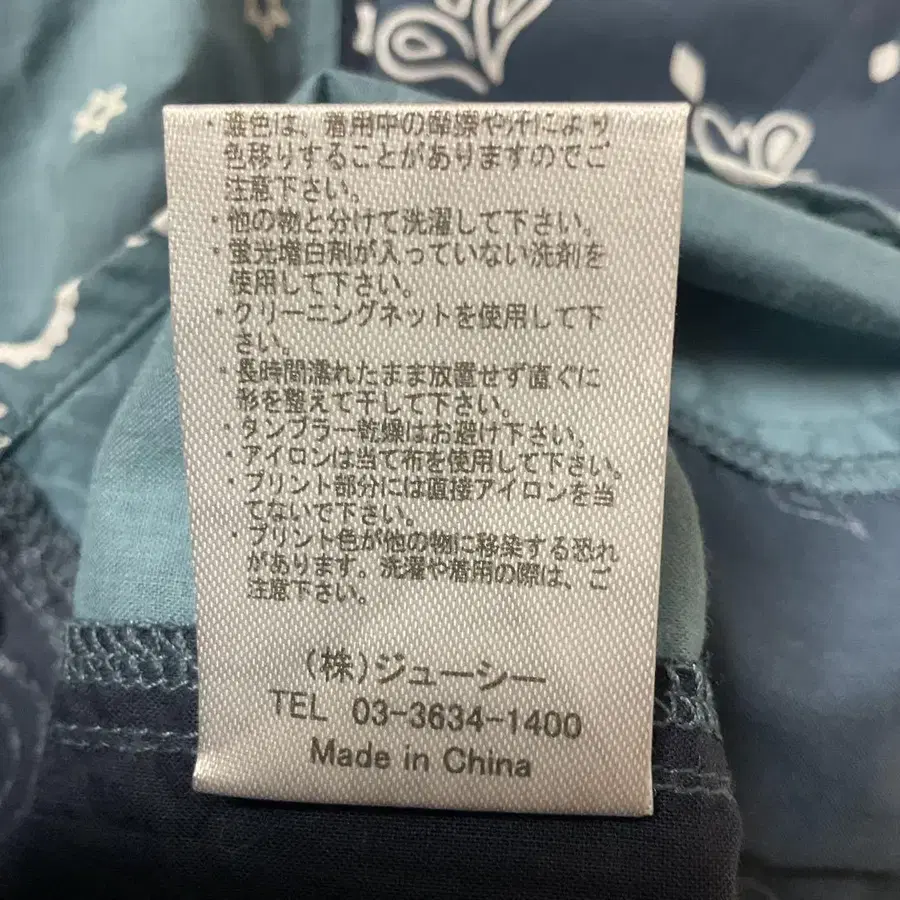 ・濃色は、着用中の摩擦や汗により
色移りすることがありますのでご
注意下さい。
・他の物と分けて洗濯して下さい。
・蛍光増白剤が入っていない洗剤を
使用して下さい。
・クリーニングネットを使用して下
さい。
・長時間濡れたまま放置せず直ぐに
形を整えて干して下さい。
・タンブラー乾燥はお避け下さい。
・アイロンは当て布を使用して下さい。
・プリント部分には直接アイロンを当
てないで下さい。
・プリント色が他の物に移染する恐れ
があります。洗濯や着用の際は、ご
注意下さい。
(株)ジューシー
TEL 03-3634-1400
Made in China